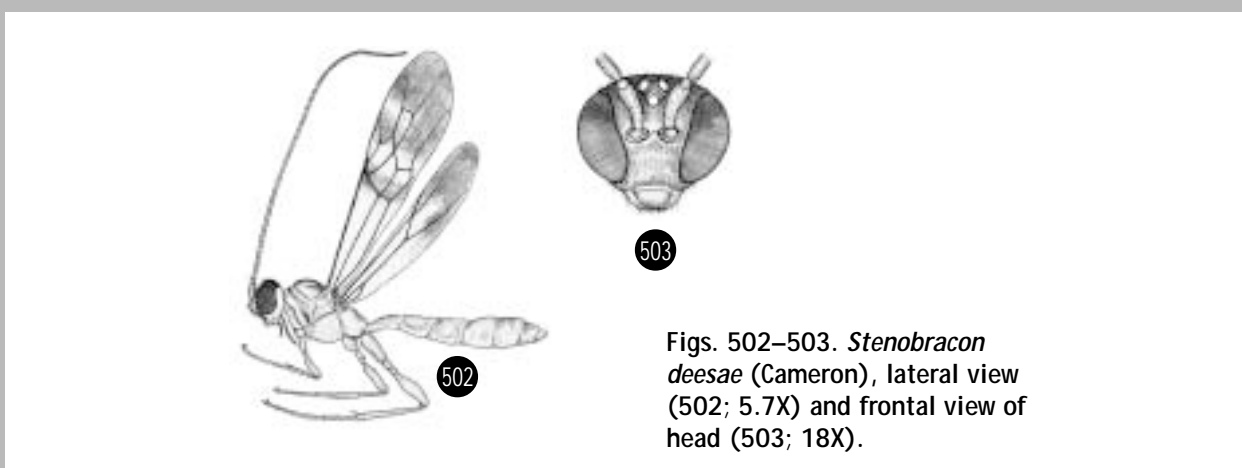 503
502
Figs. 502–503. Stenobracon
deesae (Cameron), lateral view
(502; 5.7X) and frontal view of
head (503; 18X).